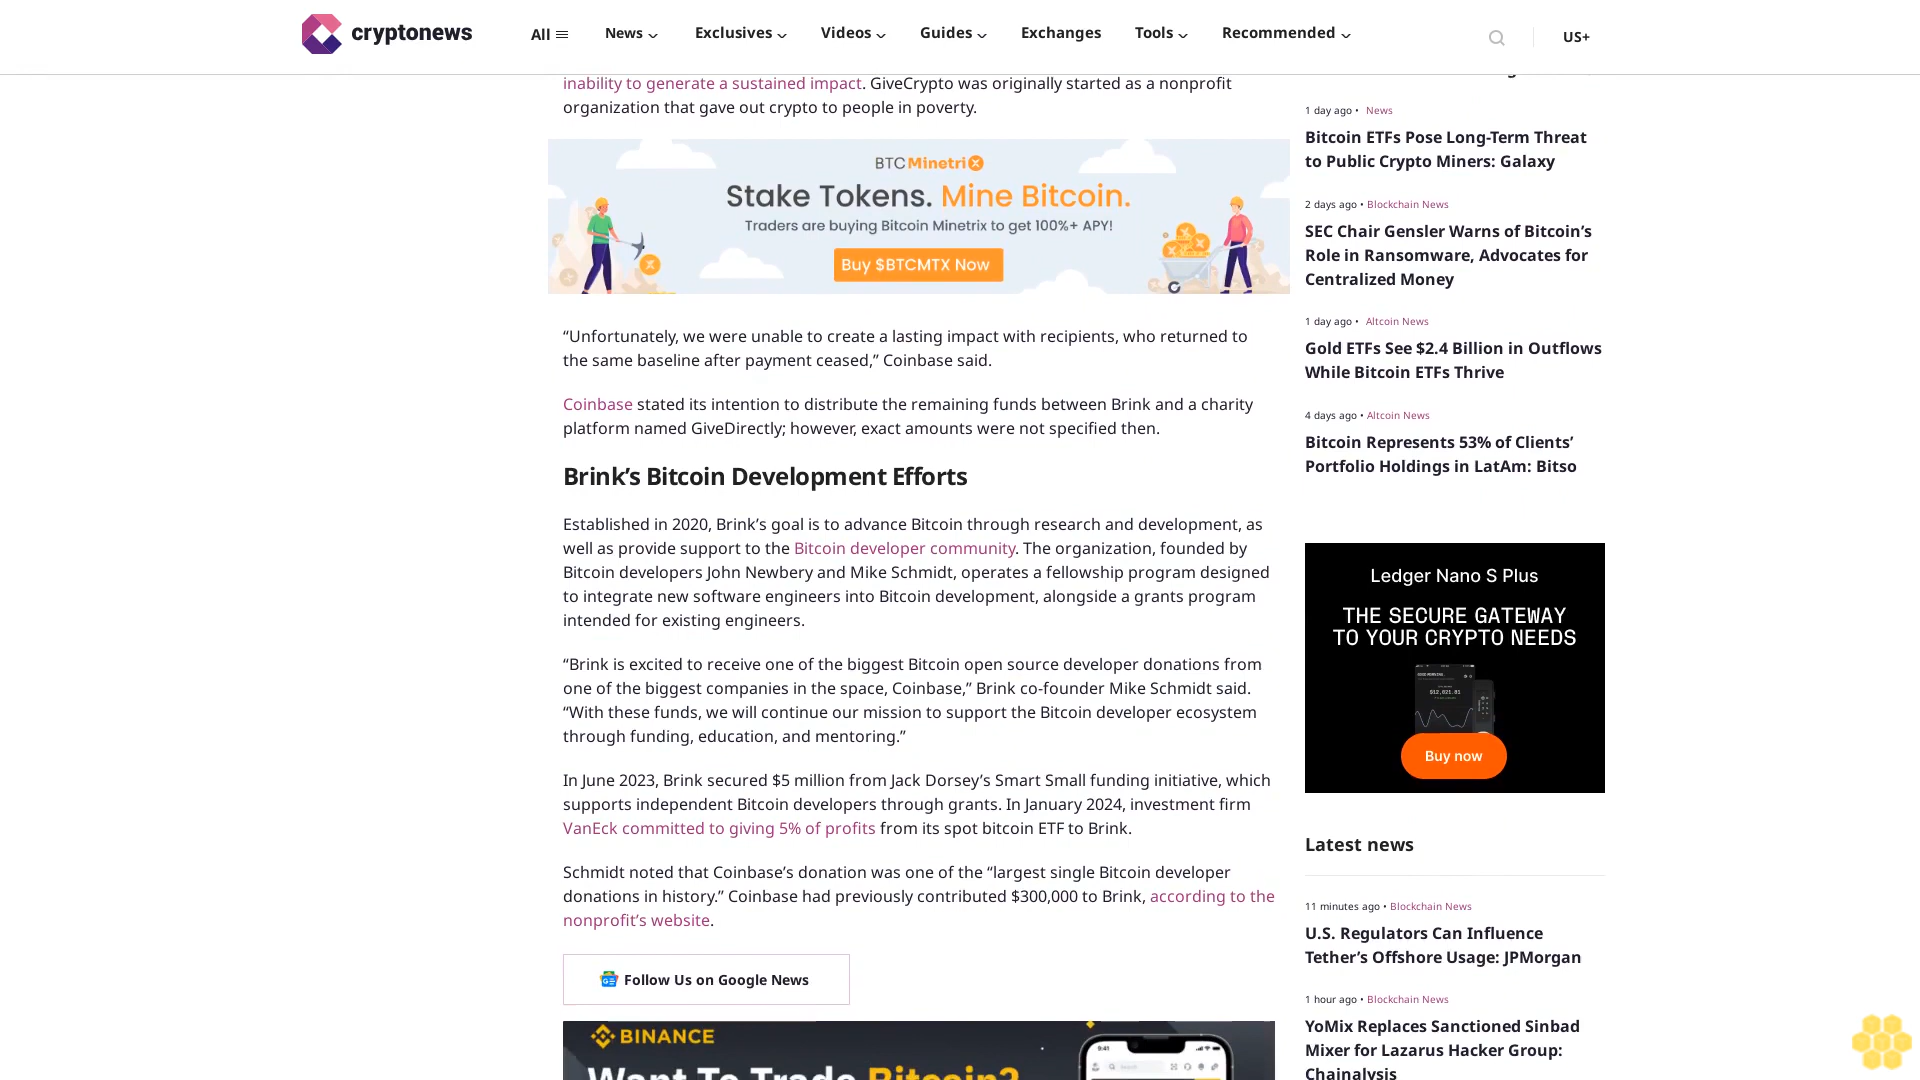 cryptonews
All
News
Exclusives
Videos
Guides
Exchanges
Tools
Recommended
US+
inability to generate a sustained impact. GiveCrypto was originally started as a nonprofit
organization that gave out crypto to people in poverty.
BTC Minetrix
Stake Tokens. Mine Bitcoin.
Traders are buying Bitcoin Minetrix to get 100%+ APY!
Buy $BTCMTX Now
“Unfortunately, we were unable to create a lasting impact with recipients, who returned to
the same baseline after payment ceased,” Coinbase said.
Coinbase stated its intention to distribute the remaining funds between Brink and a charity
platform named GiveDirectly; however, exact amounts were not specified then.
Brink’s Bitcoin Development Efforts
Established in 2020, Brink’s goal is to advance Bitcoin through research and development, as
well as provide support to the Bitcoin developer community. The organization, founded by
Bitcoin developers John Newbery and Mike Schmidt, operates a fellowship program designed
to integrate new software engineers into Bitcoin development, alongside a grants program
intended for existing engineers.
“Brink is excited to receive one of the biggest Bitcoin open source developer donations from
one of the biggest companies in the space, Coinbase,” Brink co-founder Mike Schmidt said.
“With these funds, we will continue our mission to support the Bitcoin developer ecosystem
through funding, education, and mentoring.”
In June 2023, Brink secured $5 million from Jack Dorsey’s Smart Small funding initiative, which
supports independent Bitcoin developers through grants. In January 2024, investment firm
VanEck committed to giving 5% of profits from its spot bitcoin ETF to Brink.
Schmidt noted that Coinbase’s donation was one of the “largest single Bitcoin developer
donations in history.” Coinbase had previously contributed $300,000 to Brink, according to the
nonprofit’s website.
Follow Us on Google News
BINANCE
Want To Trade Bitcoin?
9:41
Search
1 day ago • News
Bitcoin ETFs Pose Long-Term Threat
to Public Crypto Miners: Galaxy
2 days ago • Blockchain News
SEC Chair Gensler Warns of Bitcoin’s
Role in Ransomware, Advocates for
Centralized Money
1 day ago • Altcoin News
Gold ETFs See $2.4 Billion in Outflows
While Bitcoin ETFs Thrive
4 days ago • Altcoin News
Bitcoin Represents 53% of Clients’
Portfolio Holdings in LatAm: Bitso
Ledger Nano S Plus
THE SECURE GATEWAY
TO YOUR CRYPTO NEEDS
$12,821.81
Buy now
Latest news
11 minutes ago • Blockchain News
U.S. Regulators Can Influence
Tether’s Offshore Usage: JPMorgan
1 hour ago • Blockchain News
YoMix Replaces Sanctioned Sinbad
Mixer for Lazarus Hacker Group:
Chainalysis